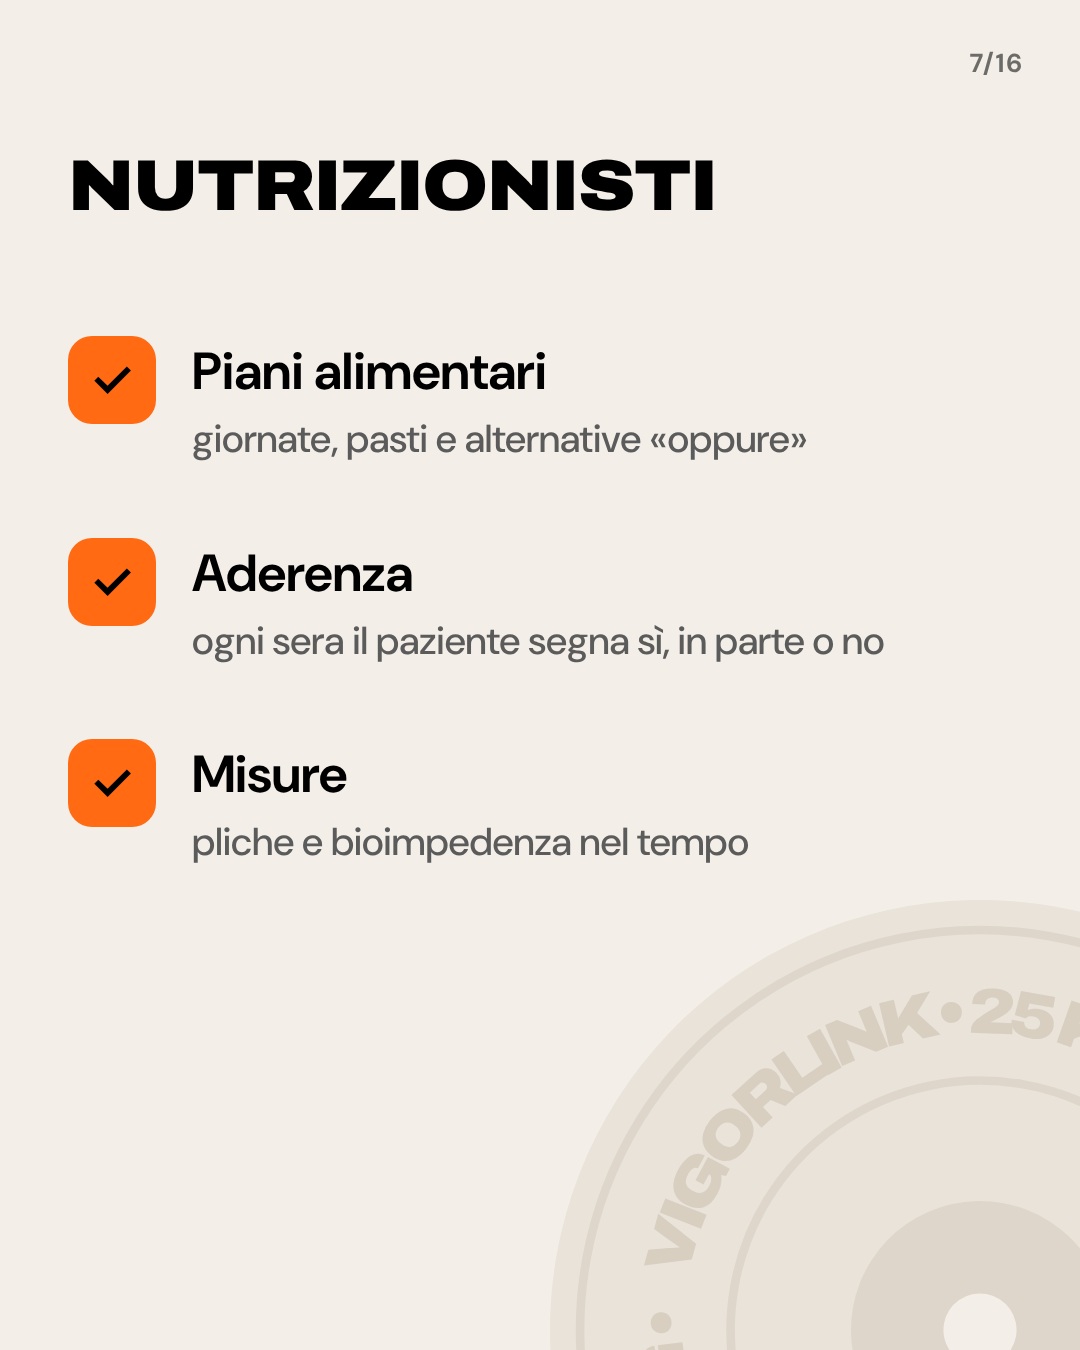 7/16
NUTRIZIONISTI
Piani alimentari
giornate, pasti e alternative «oppure»
Aderenza
ogni sera il paziente segna sì, in parte o no
Misure
pliche e bioimpedenza nel tempo
VIGORLINK • 25